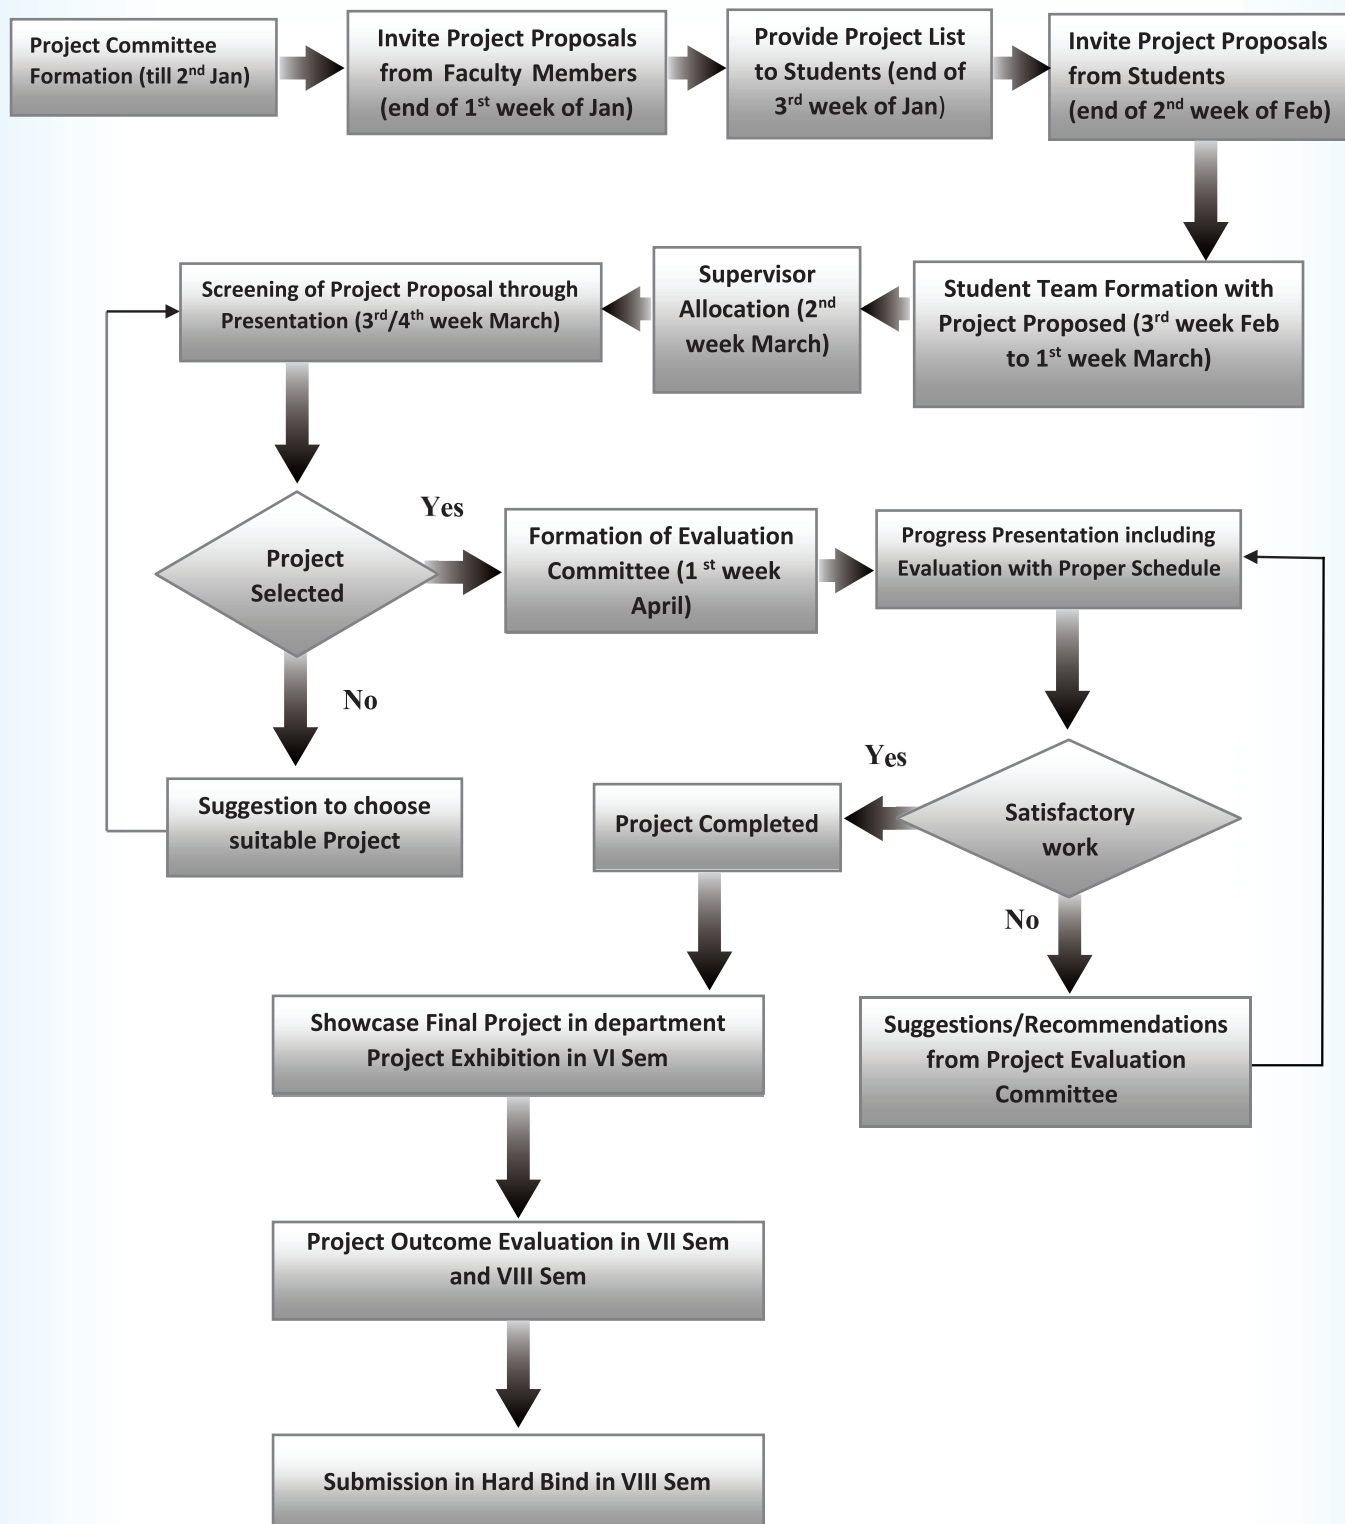 Project Committee
Formation (till 2nd Jan)
Invite Project Proposals
from Faculty Members
(end of 1st week of Jan)
Provide Project List
to Students (end of
3rd week of Jan)
Invite Project Proposals
from Students
(end of 2nd week of Feb)
Screening of Project Proposal through
Presentation (3rd/4th week March)
Supervisor
Allocation (2nd
week March)
Student Team Formation with
Project Proposed (3rd week Feb
to 1st week March)
Project
Selected
Yes
Formation of Evaluation
Committee (1 st week
April)
Progress Presentation including
Evaluation with Proper Schedule
No
Suggestion to choose
suitable Project
Project Completed
Yes
Satisfactory
work
No
Showcase Final Project in department
Project Exhibition in VI Sem
Suggestions/Recommendations
from Project Evaluation
Committee
Project Outcome Evaluation in VII Sem
and VIII Sem
Submission in Hard Bind in VIII Sem